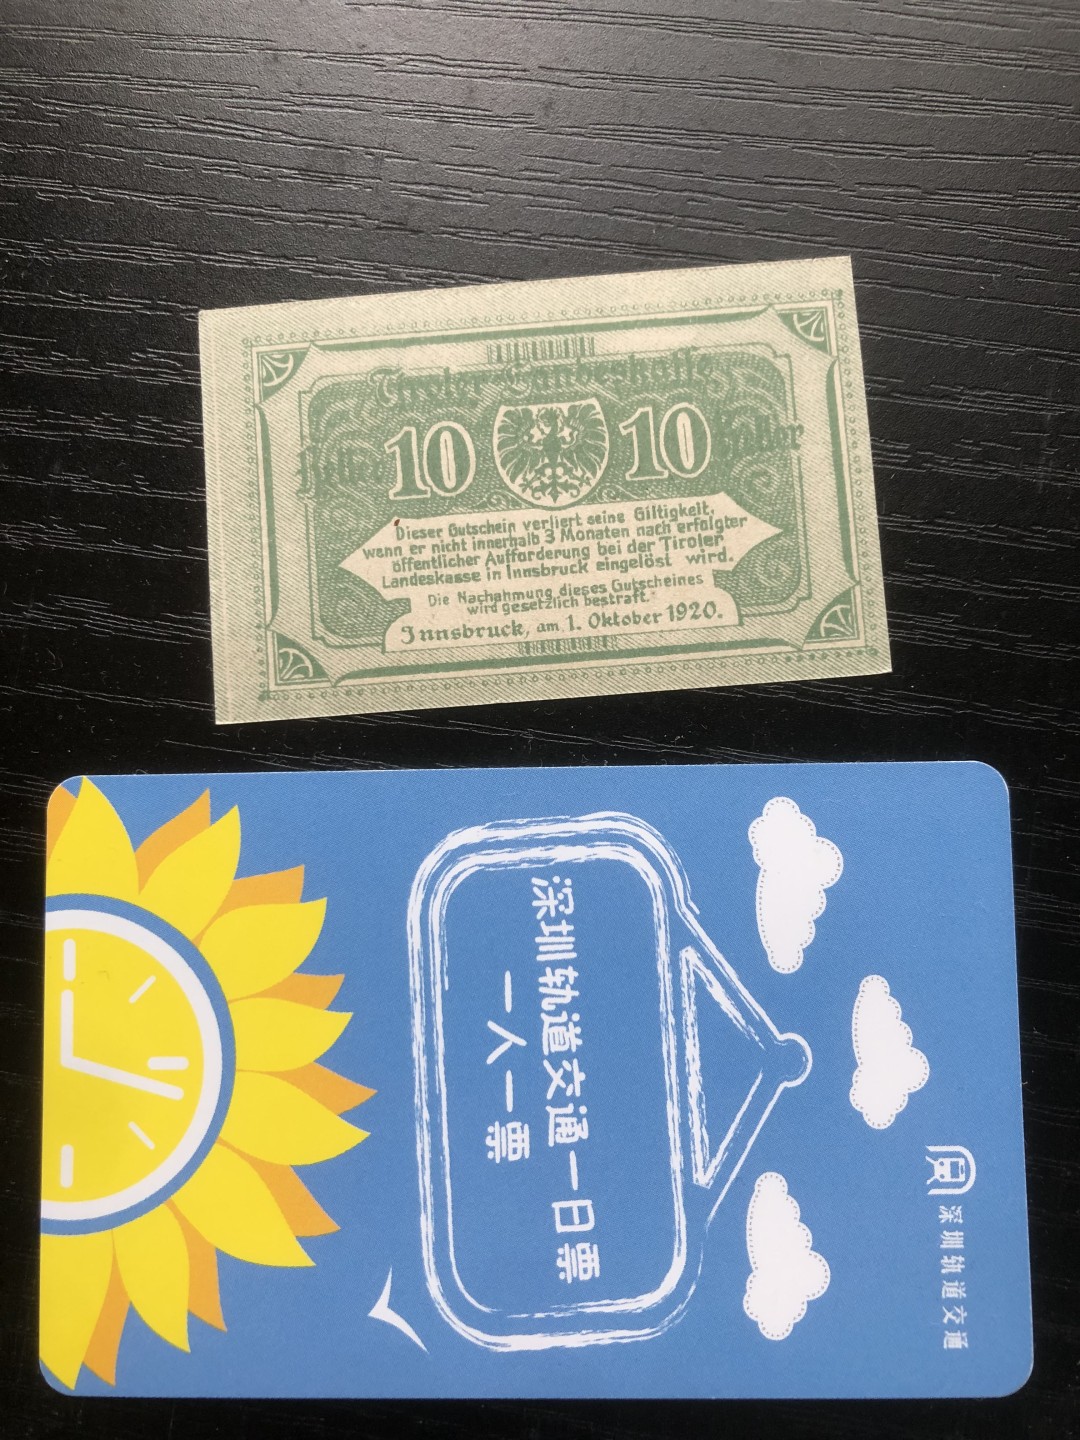 Tiroler Landeskasse
Heller 10 10 Heller
Dieser Gutschein verliert seine Giltigkeit,
wenn er nicht innerhalb 3 Monaten nach erfolgter
öffentlicher Aufforderung bei der Tiroler
Landeskasse in Innsbruck eingelöst wird.
Die Nachahmung dieses Gutscheines
wird gesetzlich bestraft.
Innsbruck, am 1. Oktober 1920.
深圳轨道交通
深圳轨道交通一日票
一人一票